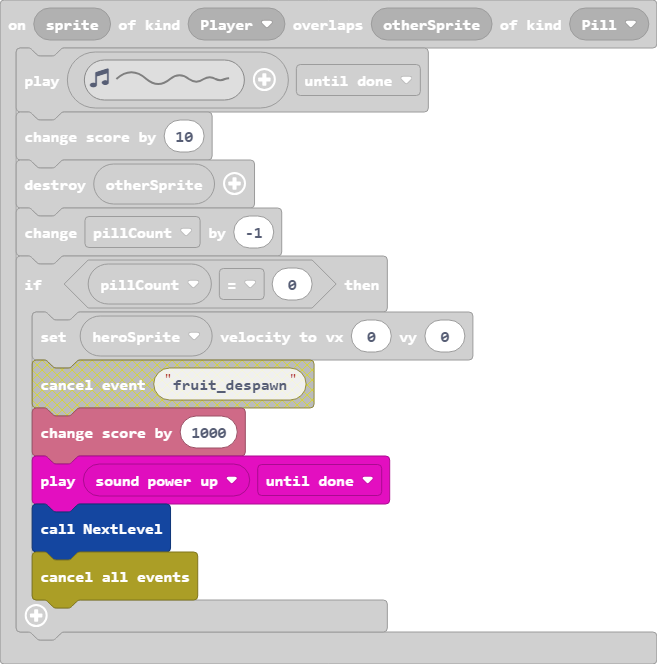 on sprite of kind Player overlaps otherSprite of kind Pill
play until done
change score by 10
destroy otherSprite
change pillCount by -1
if pillCount = 0 then
set heroSprite velocity to vx 0 vy 0
cancel event "fruit_despawn"
change score by 1000
play sound power up until done
call NextLevel
cancel all events